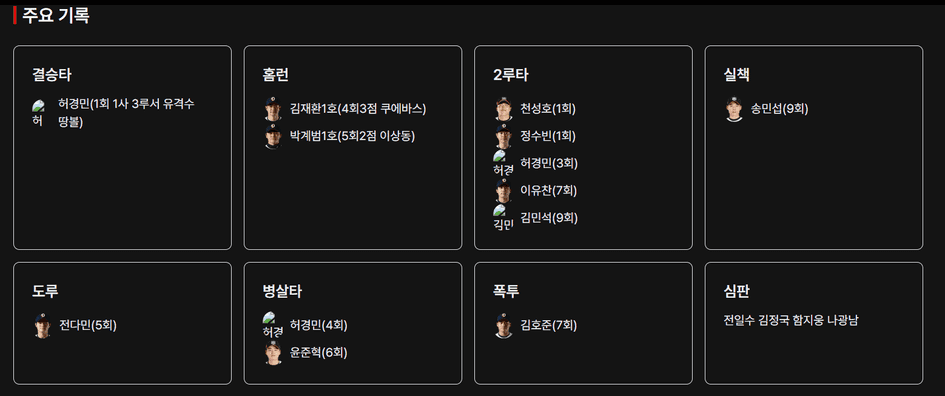 주요 기록
결승타
허
허경민(1회 1사 3루서 유격수
땅볼)
홈런
김재환1호(4회3점 쿠에바스)
박계범1호(5회2점 이상동)
2루타
천성호(1회)
정수빈(1회)
허경
허경민(3회)
이유찬(7회)
김민
김민석(9회)
실책
송민섭(9회)
도루
전다민(5회)
병살타
허경
허경민(4회)
윤준혁(6회)
폭투
김호준(7회)
심판
전일수 김정국 함지웅 나광남